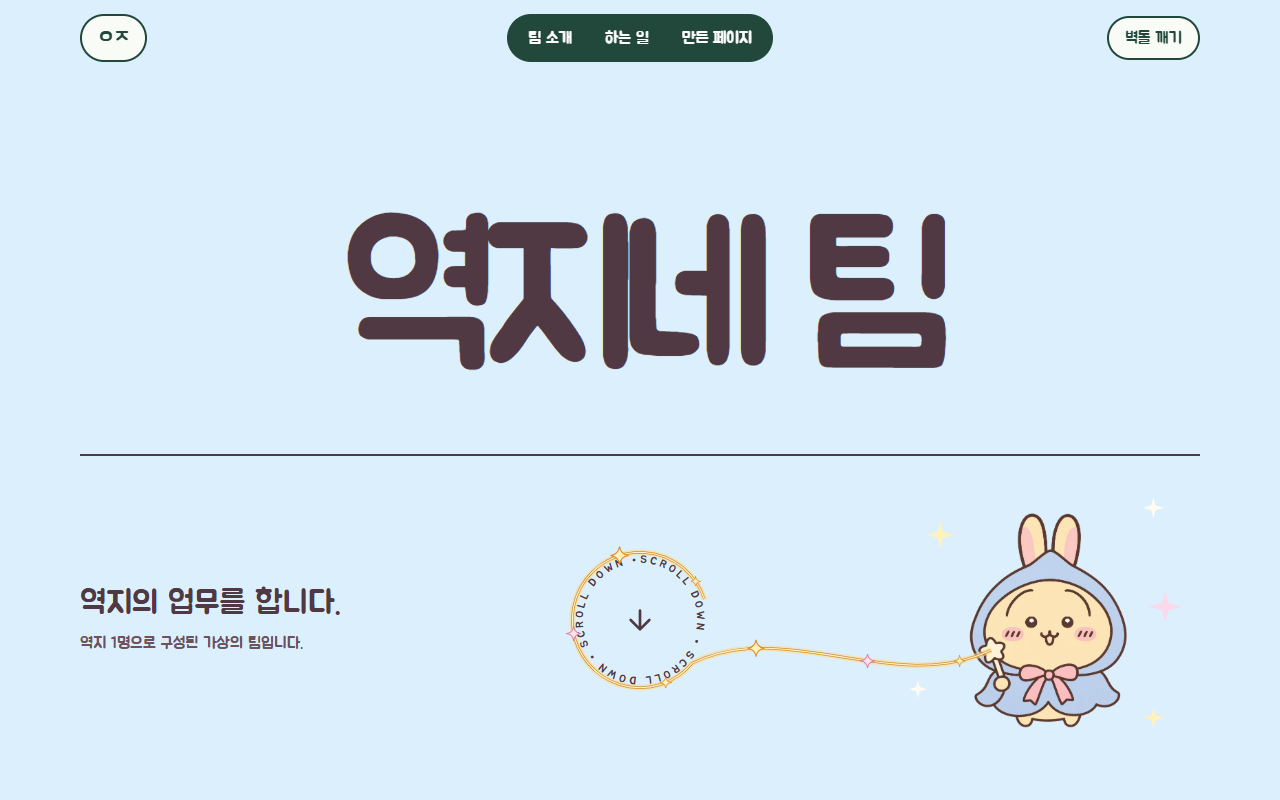 ㅇㅈ
팀 소개 하는 일 만든 페이지
벽돌 깨기
역지네 팀
역지의 업무를 합니다.
역지 1명으로 구성된 가상의 팀입니다.
SCROLL DOWN • SCROLL DOWN • SCROLL DOWN •